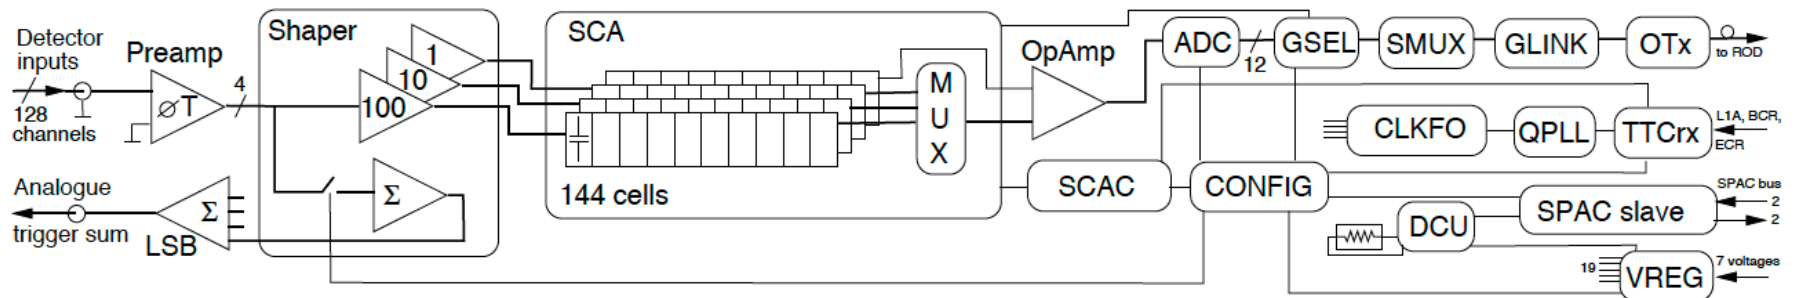 Detector
inputs
128
channels
Preamp
∅T
4
Shaper
1
10
100
Σ
Analogue
trigger sum
Σ
LSB
SCA
144 cells
M
U
X
OpAmp
ADC
12
GSEL
SMUX
GLINK
OTx
to ROD
CLKFO
QPLL
TTCrx
L1A, BCR,
ECR
SCAC
CONFIG
SPAC slave
SPAC bus
2
2
DCU
19
VREG
7 voltages